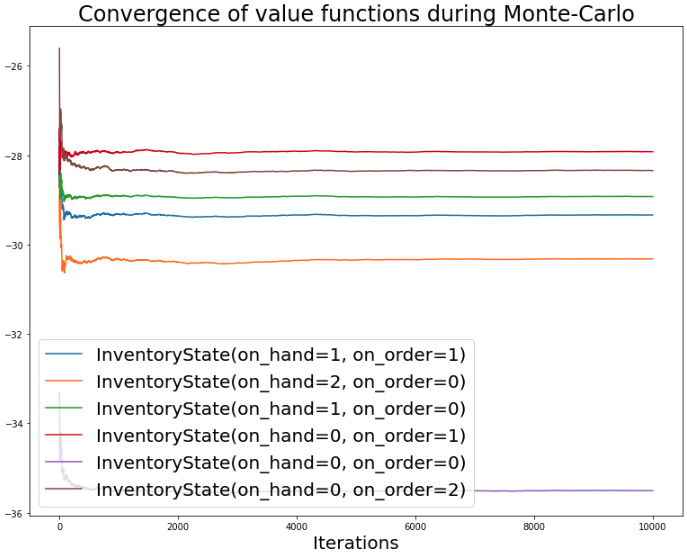 Convergence of value functions during Monte-Carlo
−26
−28
−30
−32
−34
−36
InventoryState(on_hand=1, on_order=1)
InventoryState(on_hand=2, on_order=0)
InventoryState(on_hand=1, on_order=0)
InventoryState(on_hand=0, on_order=1)
InventoryState(on_hand=0, on_order=0)
InventoryState(on_hand=0, on_order=2)
0 2000 4000 6000 8000 10000
Iterations